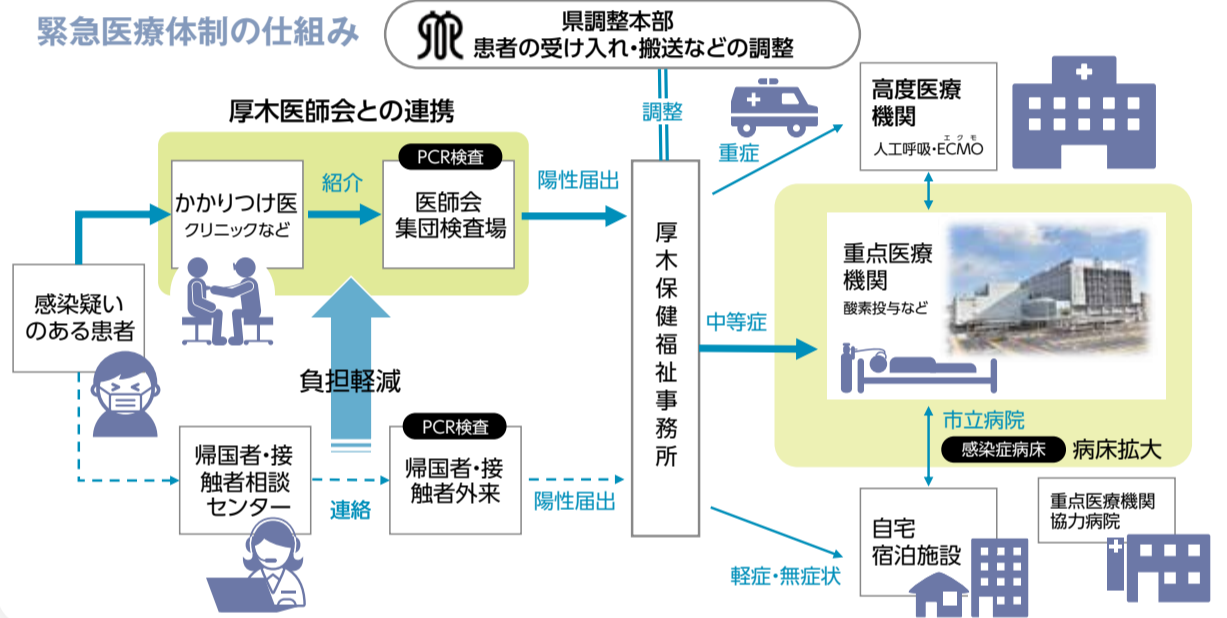 緊急医療体制の仕組み
県調整本部
患者の受け入れ・搬送などの調整
調整
厚木医師会との連携
かかりつけ医
クリニックなど
紹介
PCR検査
医師会
集団検査場
陽性届出
感染疑い
のある患者
負担軽減
帰国者・接
触者相談
センター
連絡
PCR検査
帰国者・接
触者外来
陽性届出
厚木保健福祉事務所
重症
高度医療
機関
エクモ
人工呼吸・ECMO
中等症
重点医療
機関
酸素投与など
市立病院
感染症病床 病床拡大
軽症・無症状
自宅
宿泊施設
重点医療機関
協力病院